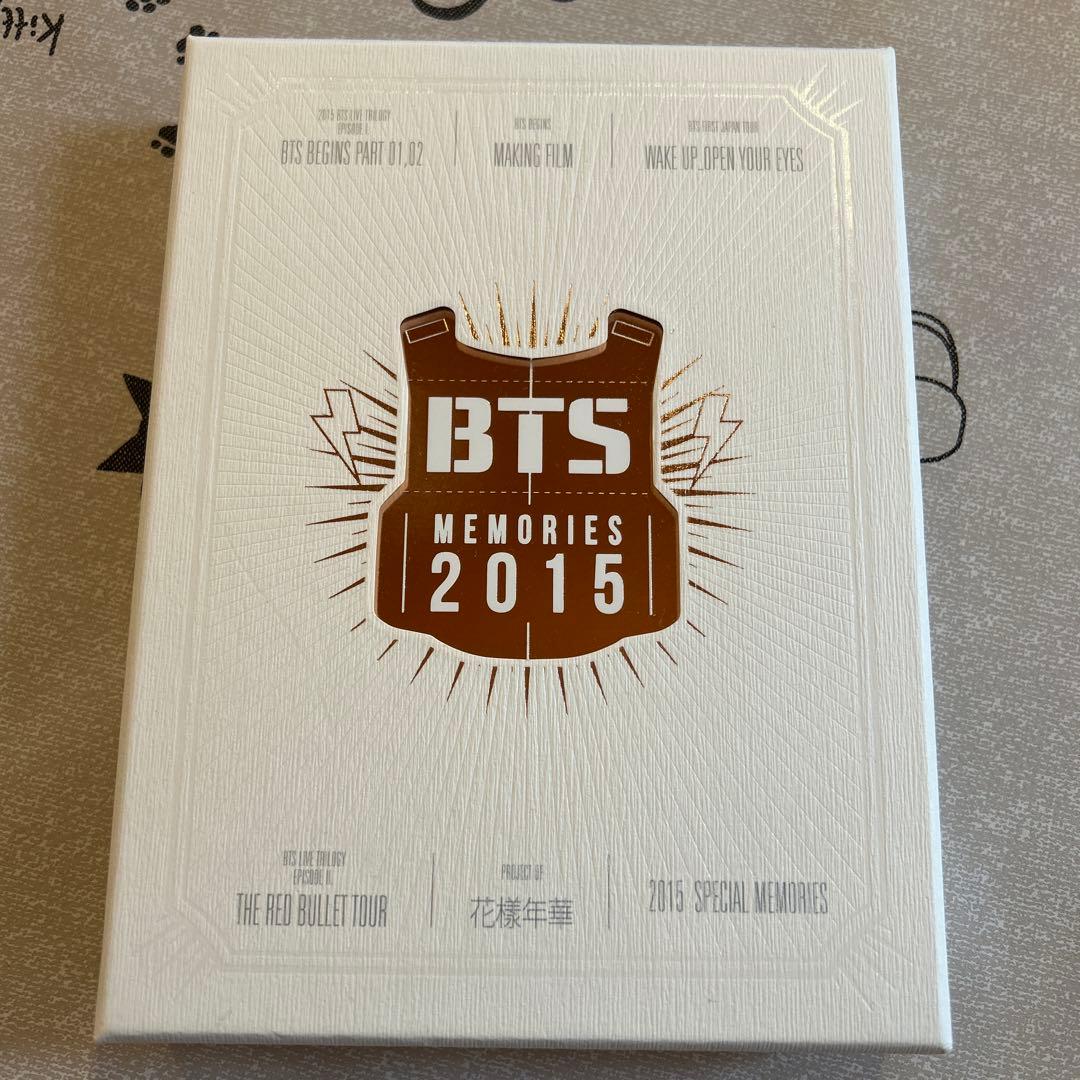 Kitt
2015 BTS LIVE TRILOGY
EPISODE I.
BTS BEGINS PART 01,02
BTS BEGINS
MAKING FILM
BTS FIRST JAPAN TOUR
WAKE UP_OPEN YOUR EYES
BTS
MEMORIES
2015
BTS LIVE TRILOGY
EPISODE II.
THE RED BULLET TOUR
PROJECT OF
花樣年華
2015 SPECIAL MEMORIES